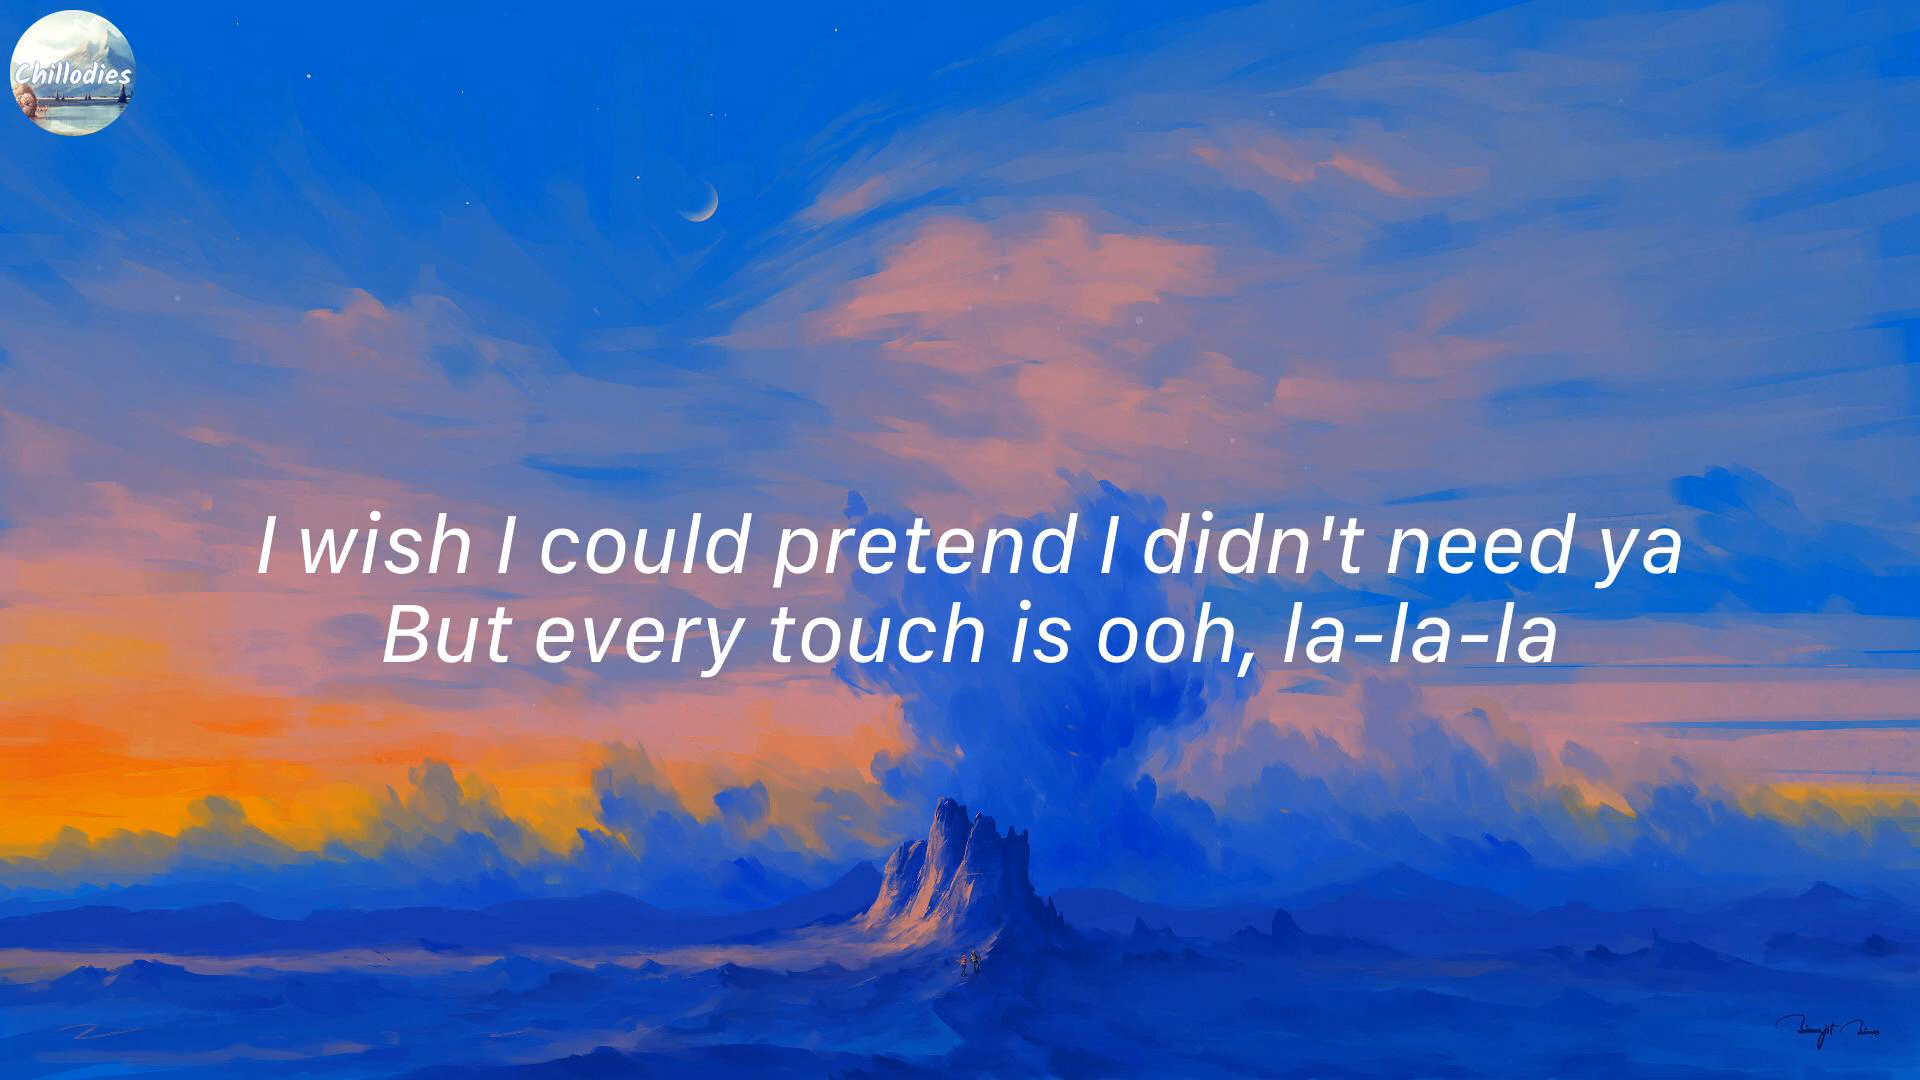 Chillodies
I wish I could pretend I didn't need ya
But every touch is ooh, la-la-la